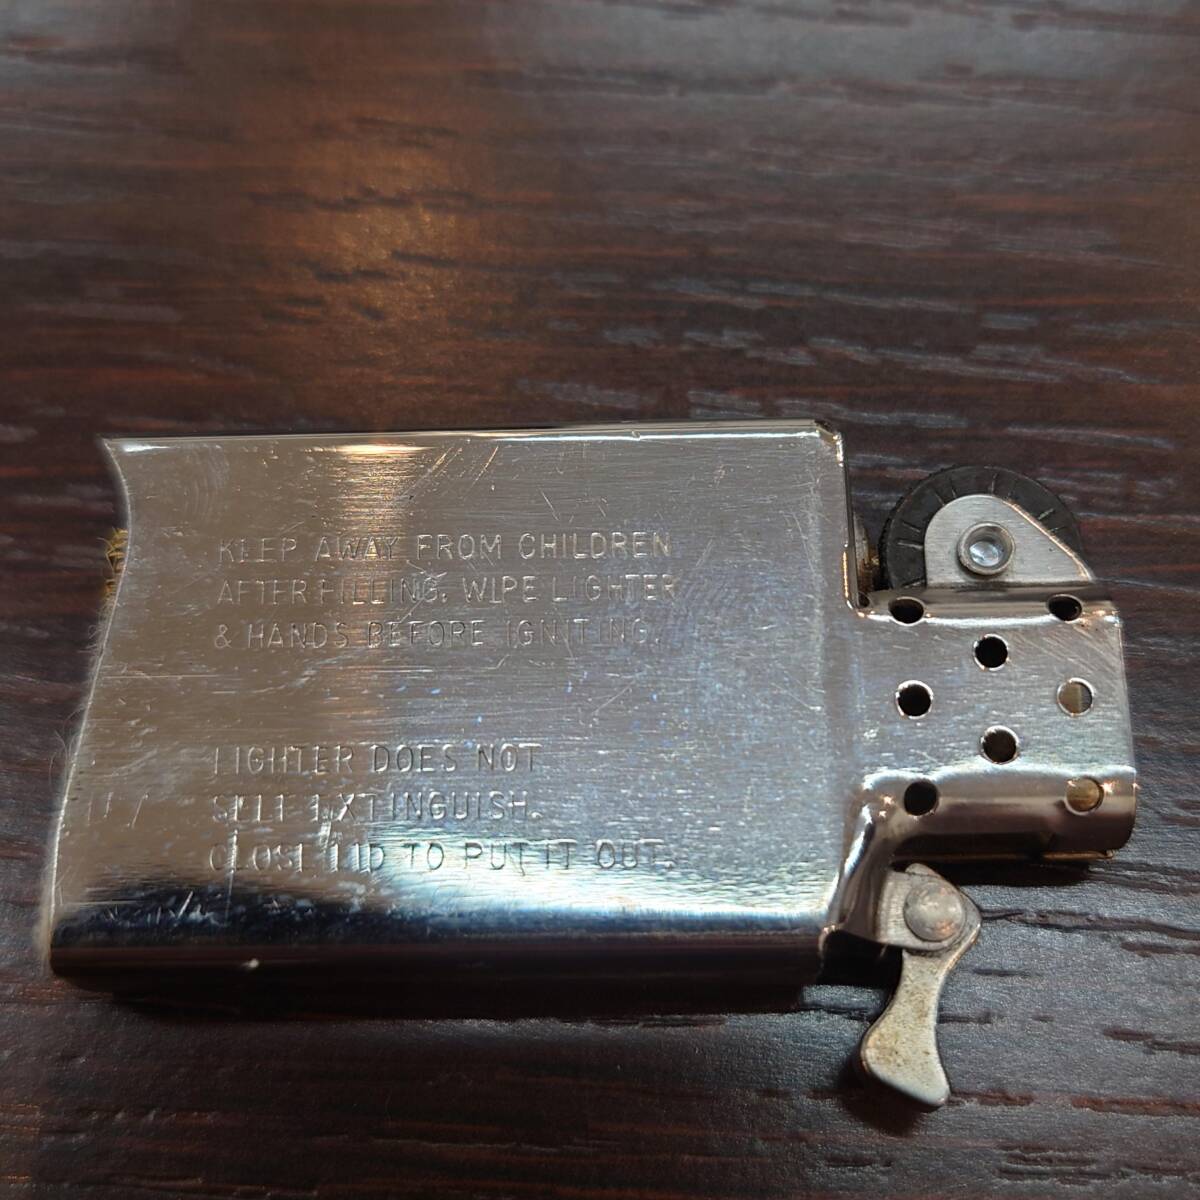 KEEP AWAY FROM CHILDREN
AFTER FILLING, WIPE LIGHTER
& HANDS BEFORE IGNITING.
LIGHTER DOES NOT
SELF EXTINGUISH.
CLOSE LID TO PUT IT OUT.